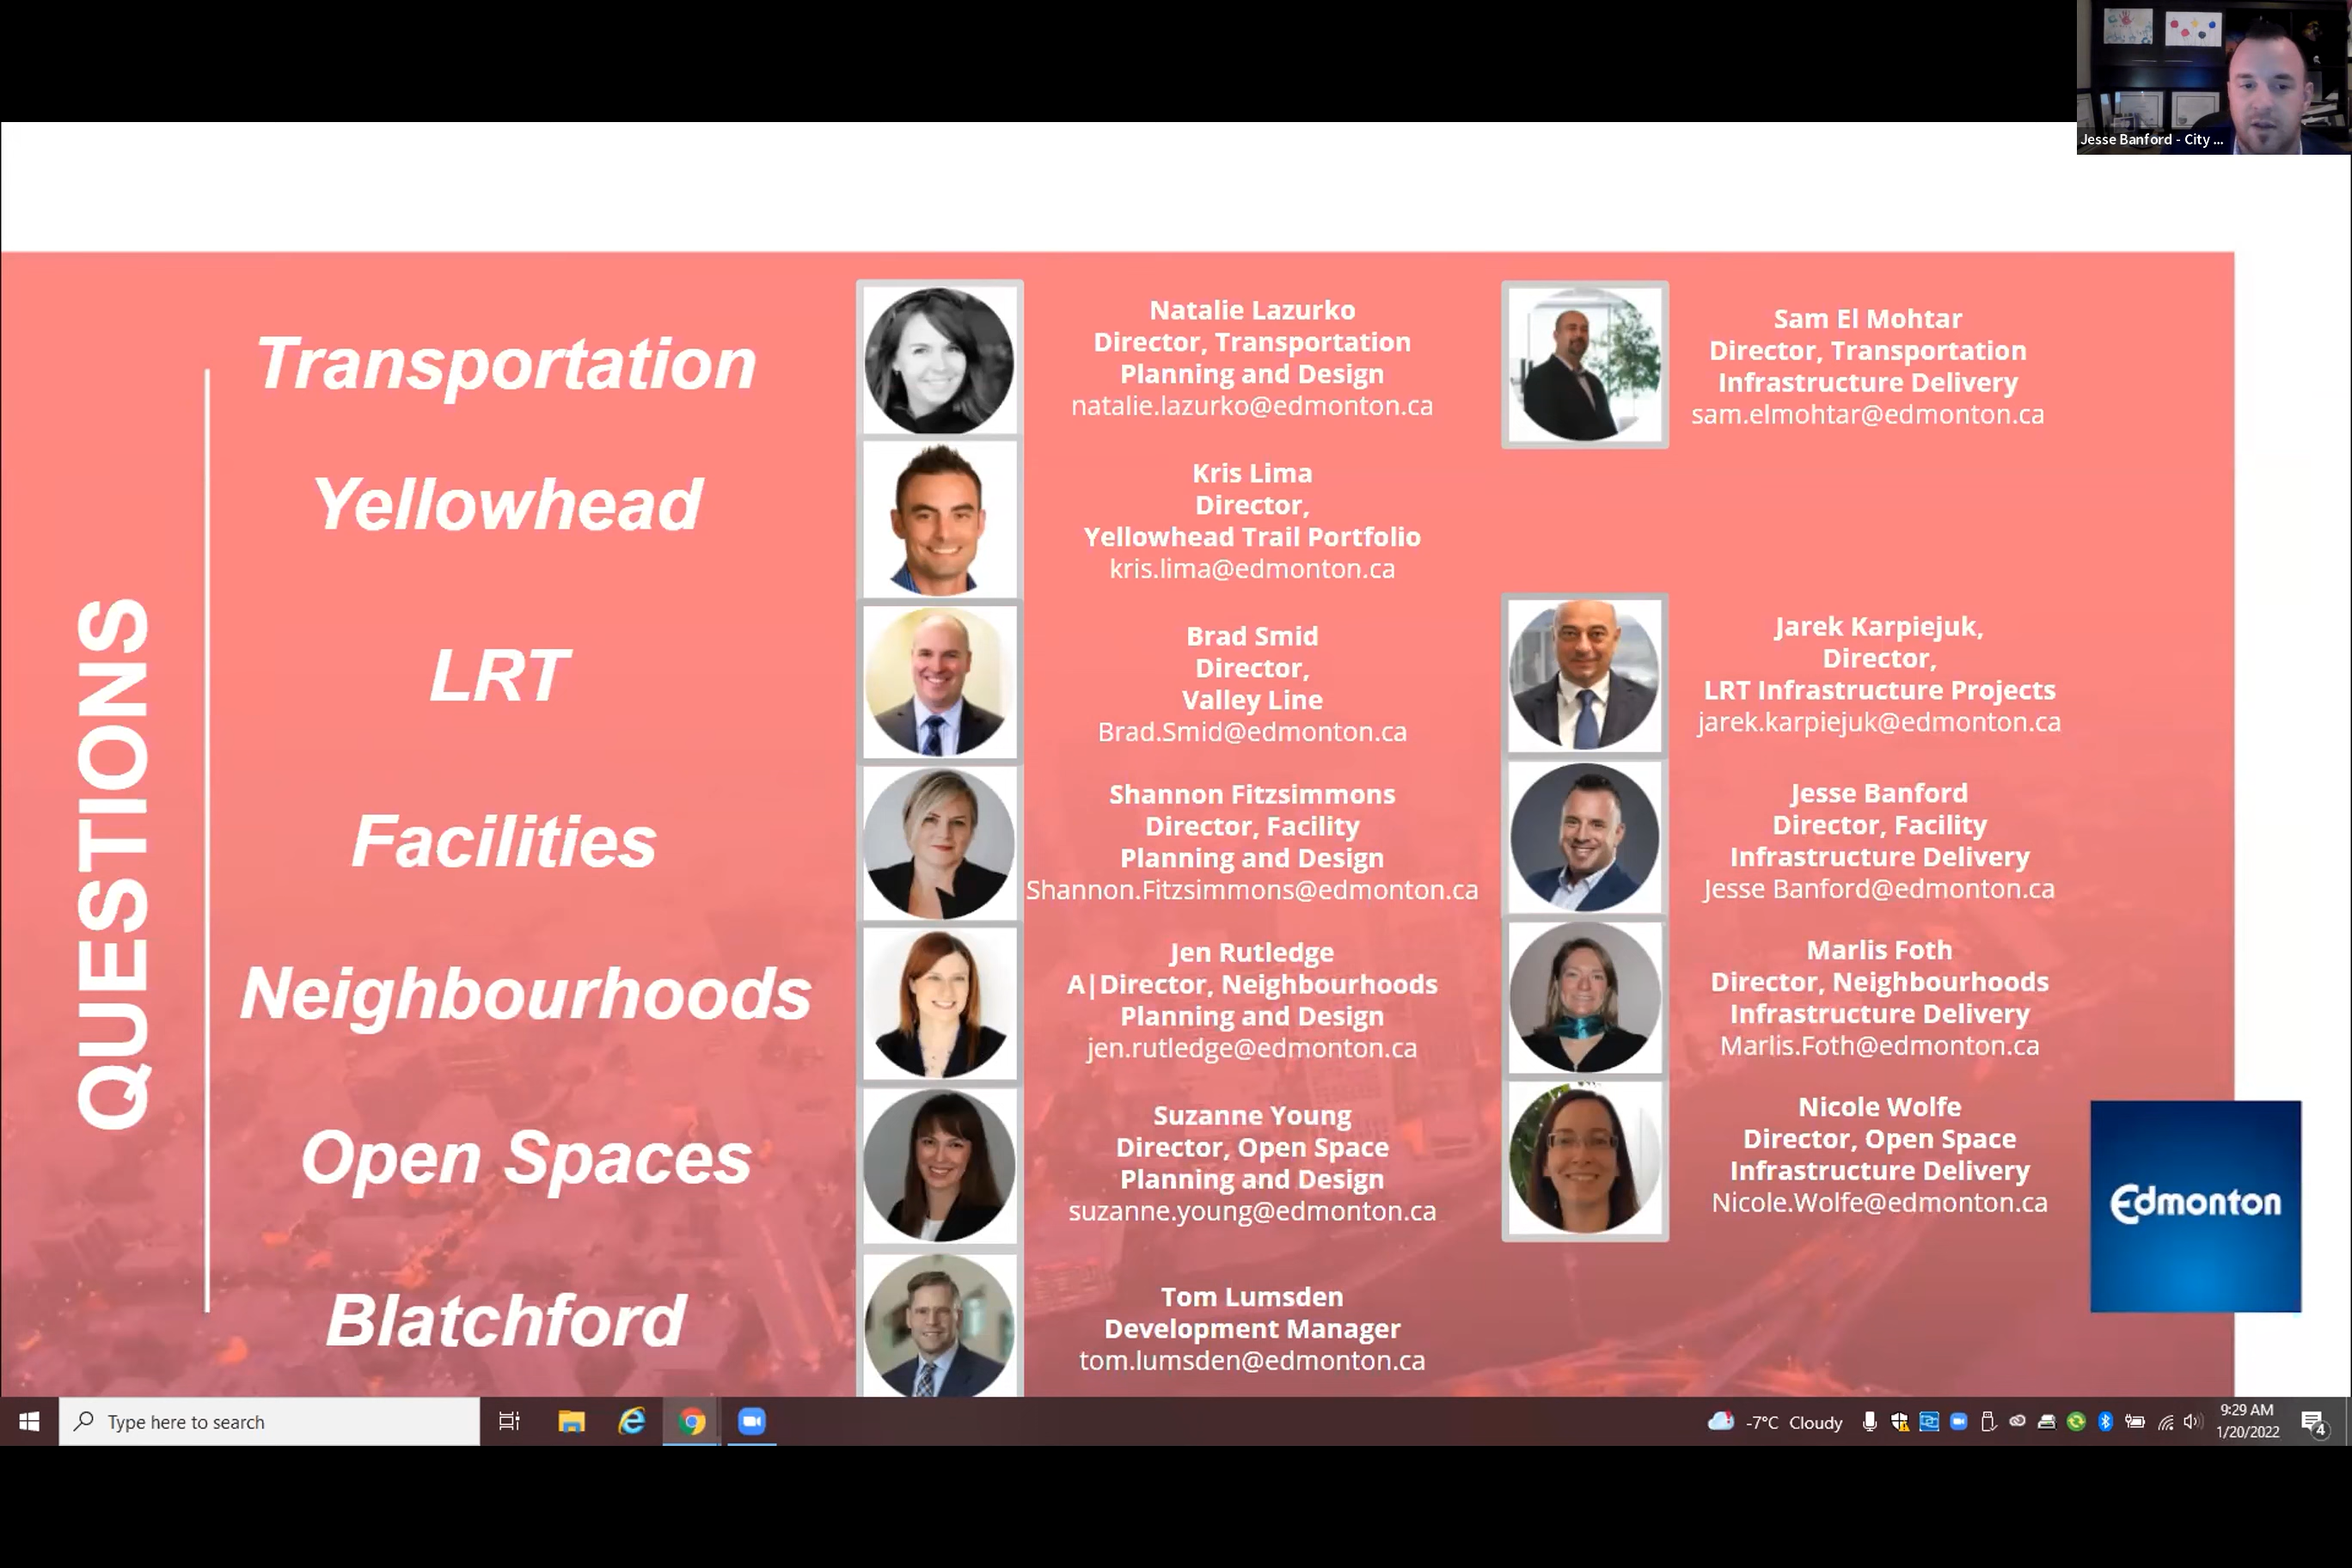 Jesse Banford - City ...
QUESTIONS
Transportation
Natalie Lazurko
Director, Transportation
Planning and Design
natalie.lazurko@edmonton.ca
Sam El Mohtar
Director, Transportation
Infrastructure Delivery
sam.elmohtar@edmonton.ca
Yellowhead
Kris Lima
Director,
Yellowhead Trail Portfolio
kris.lima@edmonton.ca
LRT
Brad Smid
Director,
Valley Line
Brad.Smid@edmonton.ca
Jarek Karpiejuk,
Director,
LRT Infrastructure Projects
jarek.karpiejuk@edmonton.ca
Facilities
Shannon Fitzsimmons
Director, Facility
Planning and Design
Shannon.Fitzsimmons@edmonton.ca
Jesse Banford
Director, Facility
Infrastructure Delivery
Jesse Banford@edmonton.ca
Neighbourhoods
Jen Rutledge
A|Director, Neighbourhoods
Planning and Design
jen.rutledge@edmonton.ca
Marlis Foth
Director, Neighbourhoods
Infrastructure Delivery
Marlis.Foth@edmonton.ca
Open Spaces
Suzanne Young
Director, Open Space
Planning and Design
suzanne.young@edmonton.ca
Nicole Wolfe
Director, Open Space
Infrastructure Delivery
Nicole.Wolfe@edmonton.ca
Edmonton
Blatchford
Tom Lumsden
Development Manager
tom.lumsden@edmonton.ca
Type here to search
-7°C Cloudy
9:29 AM
1/20/2022
4